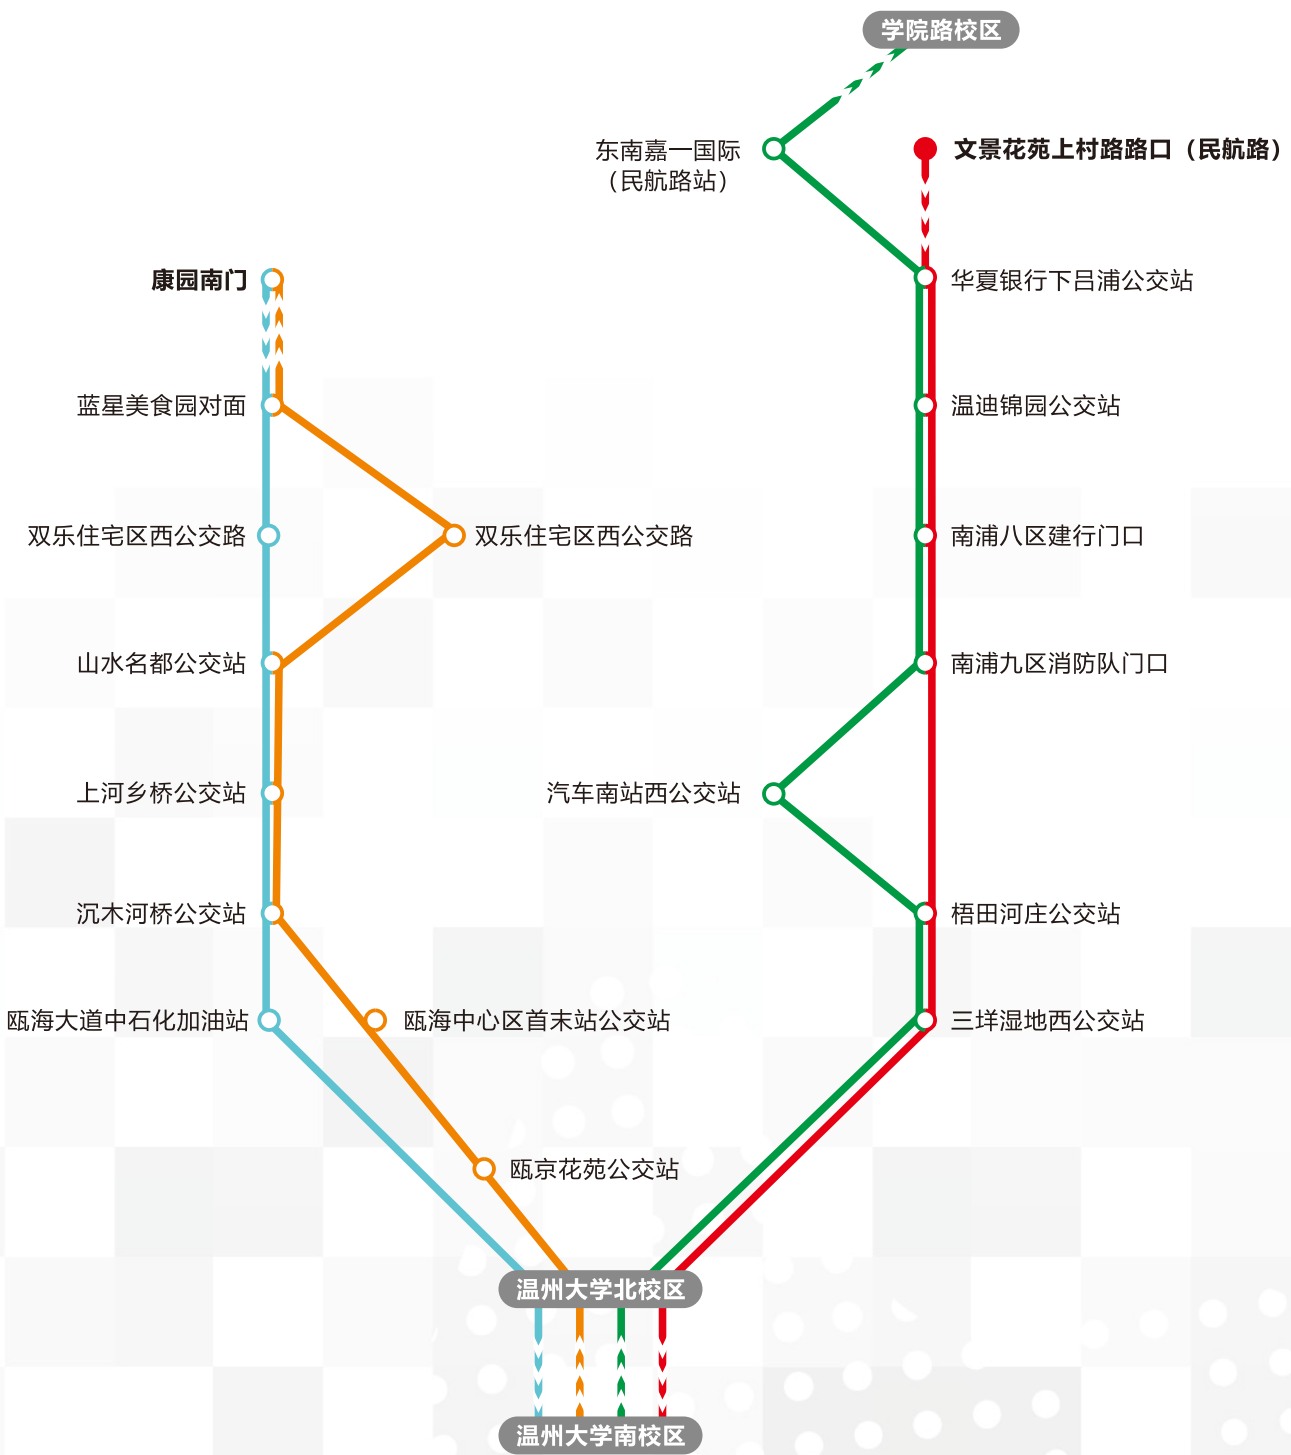 学院路校区
东南嘉一国际
（民航路站）
文景花苑上村路路口（民航路）
康园南门
华夏银行下吕浦公交站
蓝星美食园对面
温迪锦园公交站
双乐住宅区西公交路
双乐住宅区西公交路
南浦八区建行门口
山水名都公交站
南浦九区消防队门口
上河乡桥公交站
汽车南站西公交站
沉木河桥公交站
梧田河庄公交站
瓯海大道中石化加油站
瓯海中心区首末站公交站
三垟湿地西公交站
瓯京花苑公交站
温州大学北校区
温州大学南校区